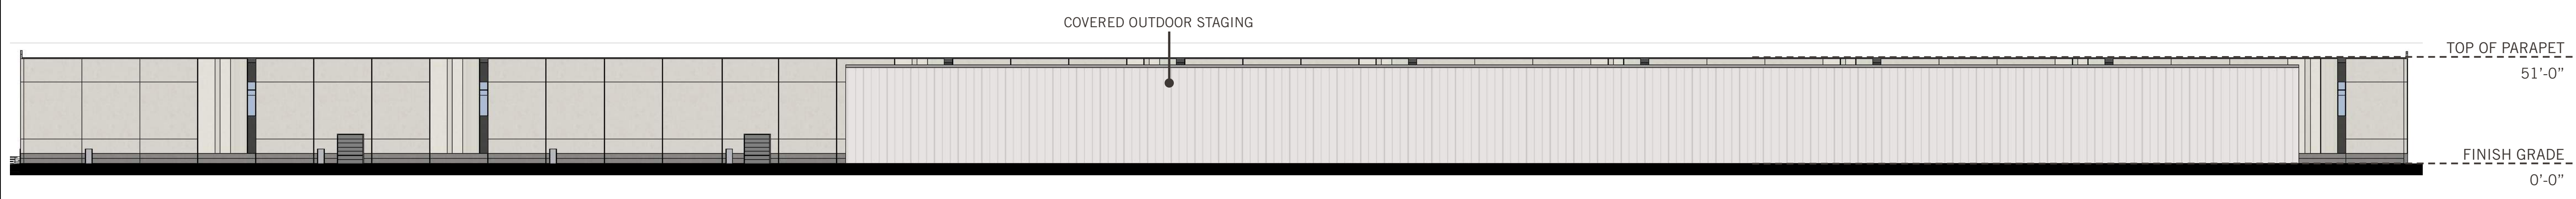 COVERED OUTDOOR STAGING
TOP OF PARAPET
51’-0”
FINISH GRADE
0’-0”